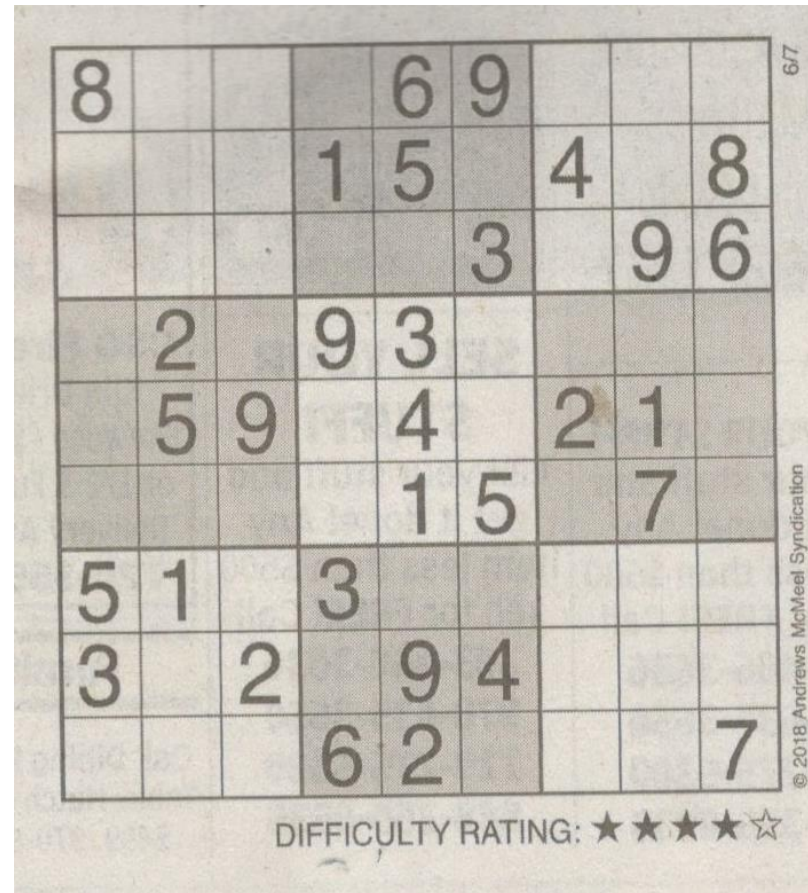 6/7
8 6 9
1 5 4 8
3 9 6
2 9 3
5 9 4 2 1
1 5 7
5 1 3
3 2 9 4
6 2 7
© 2018 Andrews McMeel Syndication
DIFFICULTY RATING: ★★★★☆